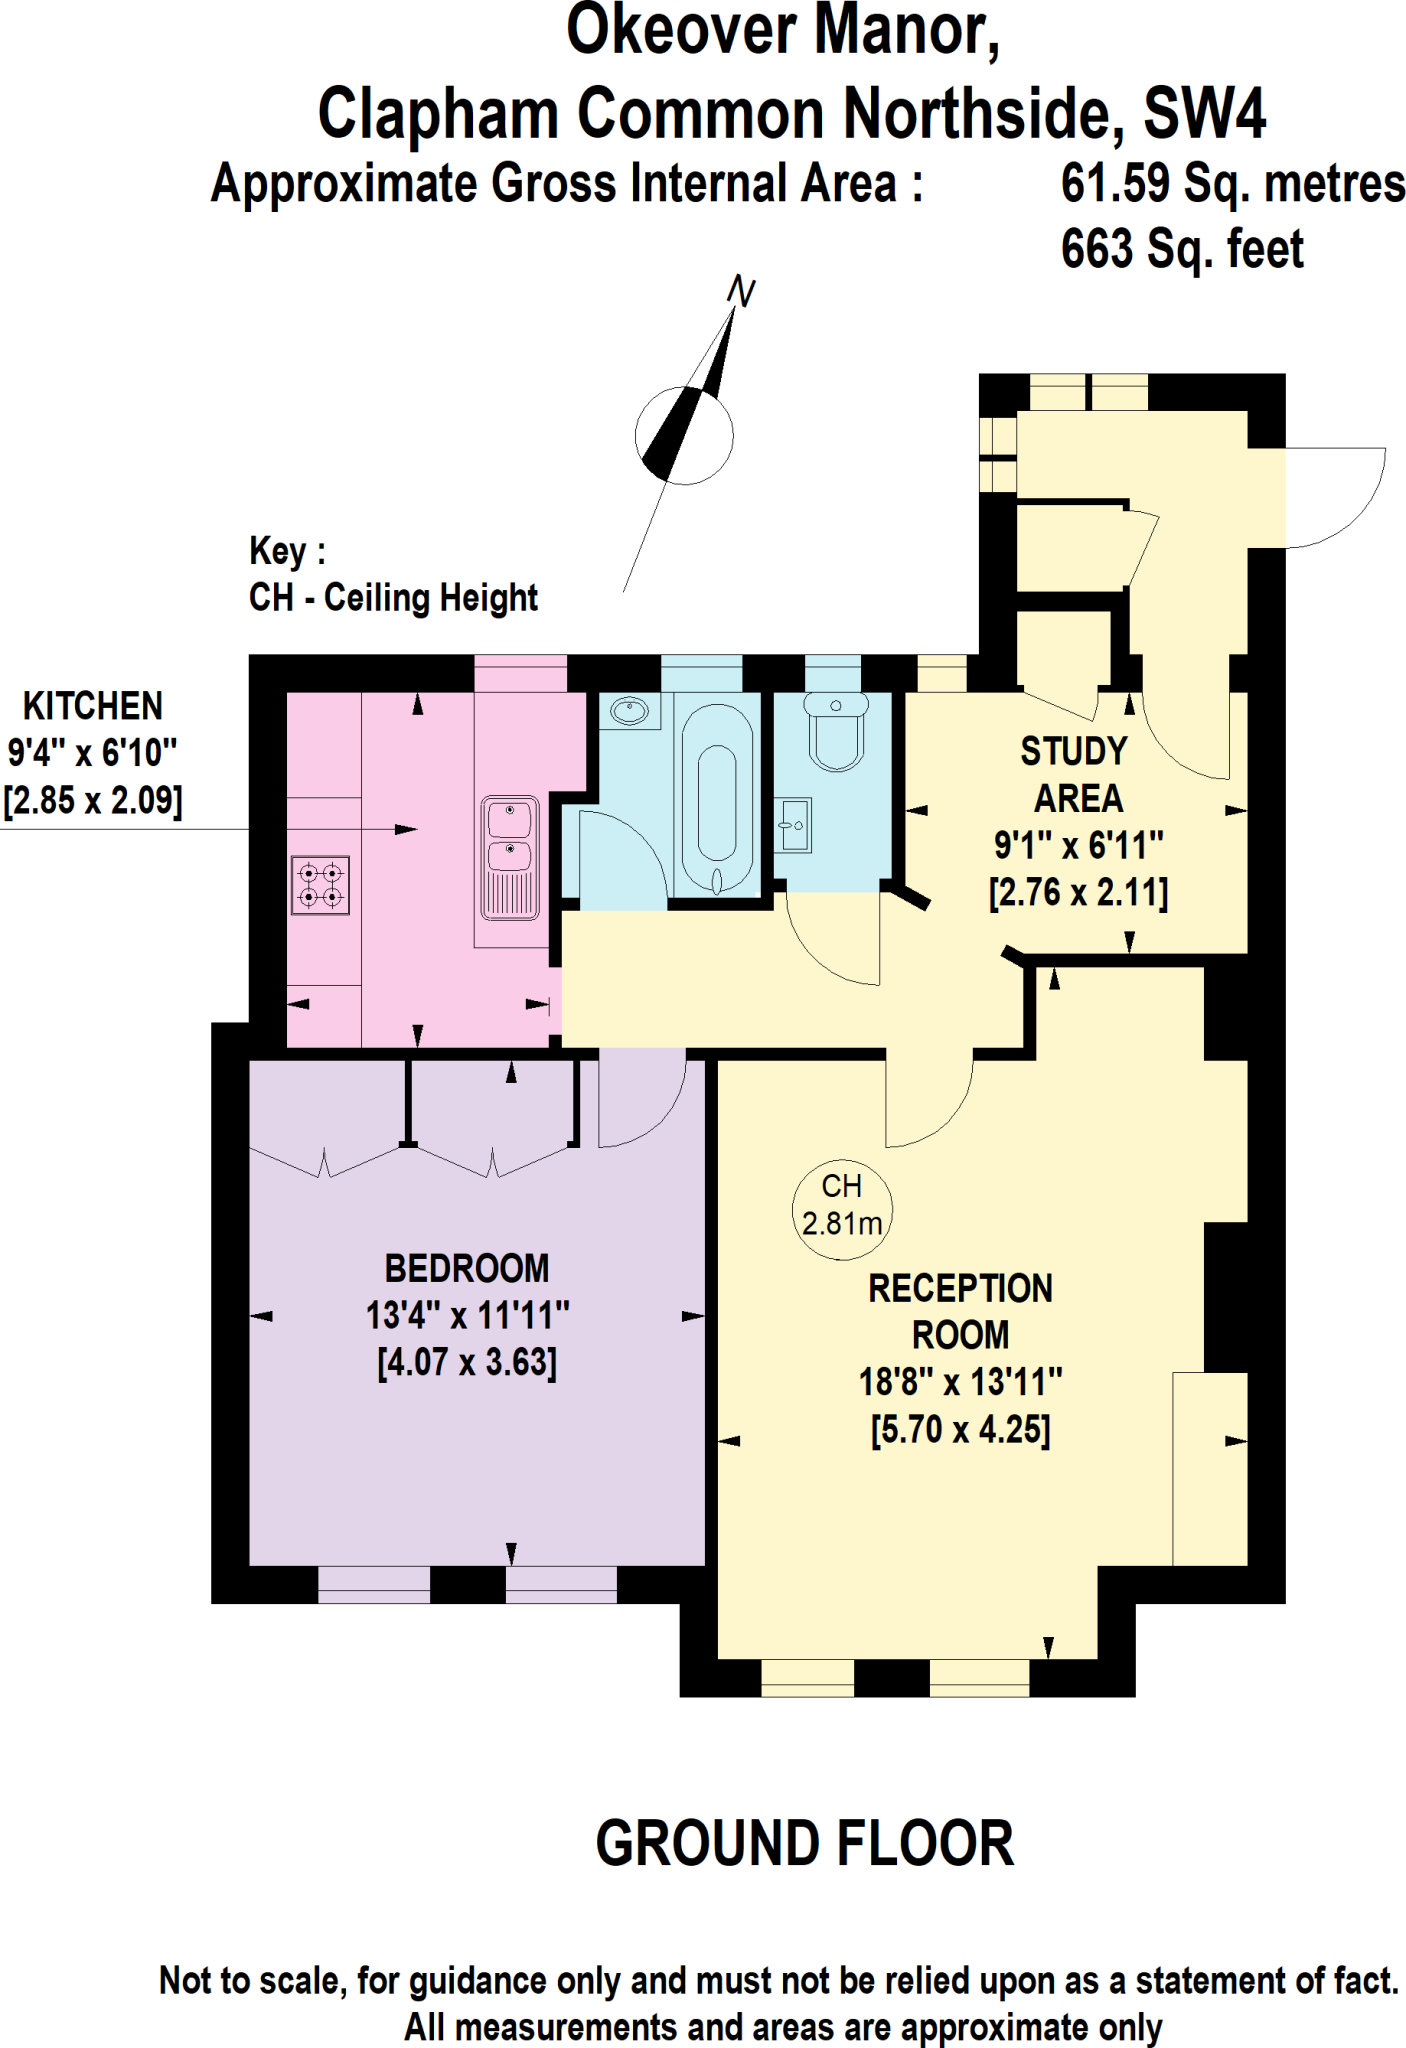 Okeover Manor,
Clapham Common Northside, SW4
Approximate Gross Internal Area : 61.59 Sq. metres
663 Sq. feet
N
Key :
CH - Ceiling Height
KITCHEN
9'4" x 6'10"
[2.85 x 2.09]
STUDY
AREA
9'1" x 6'11"
[2.76 x 2.11]
CH
2.81m
BEDROOM
13'4" x 11'11"
[4.07 x 3.63]
RECEPTION
ROOM
18'8" x 13'11"
[5.70 x 4.25]
GROUND FLOOR
Not to scale, for guidance only and must not be relied upon as a statement of fact.
All measurements and areas are approximate only